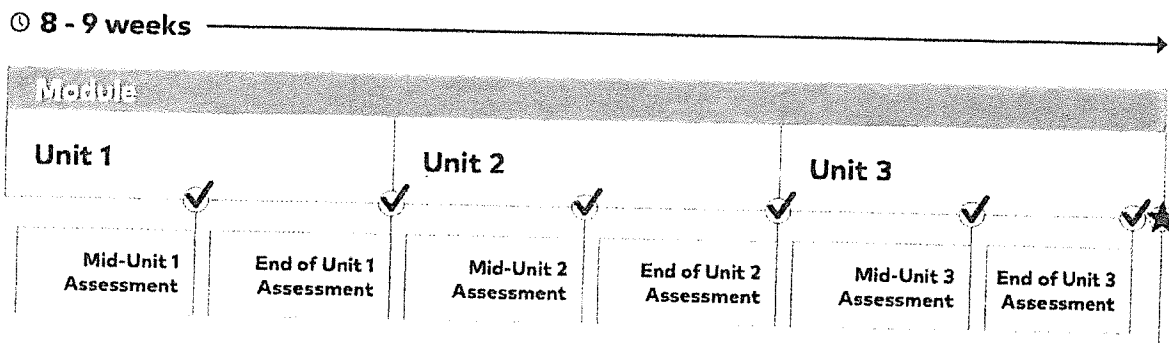 8 - 9 weeks
Module
Unit 1
Unit 2
Unit 3
Mid-Unit 1
Assessment
End of Unit 1
Assessment
Mid-Unit 2
Assessment
End of Unit 2
Assessment
Mid-Unit 3
Assessment
End of Unit 3
Assessment